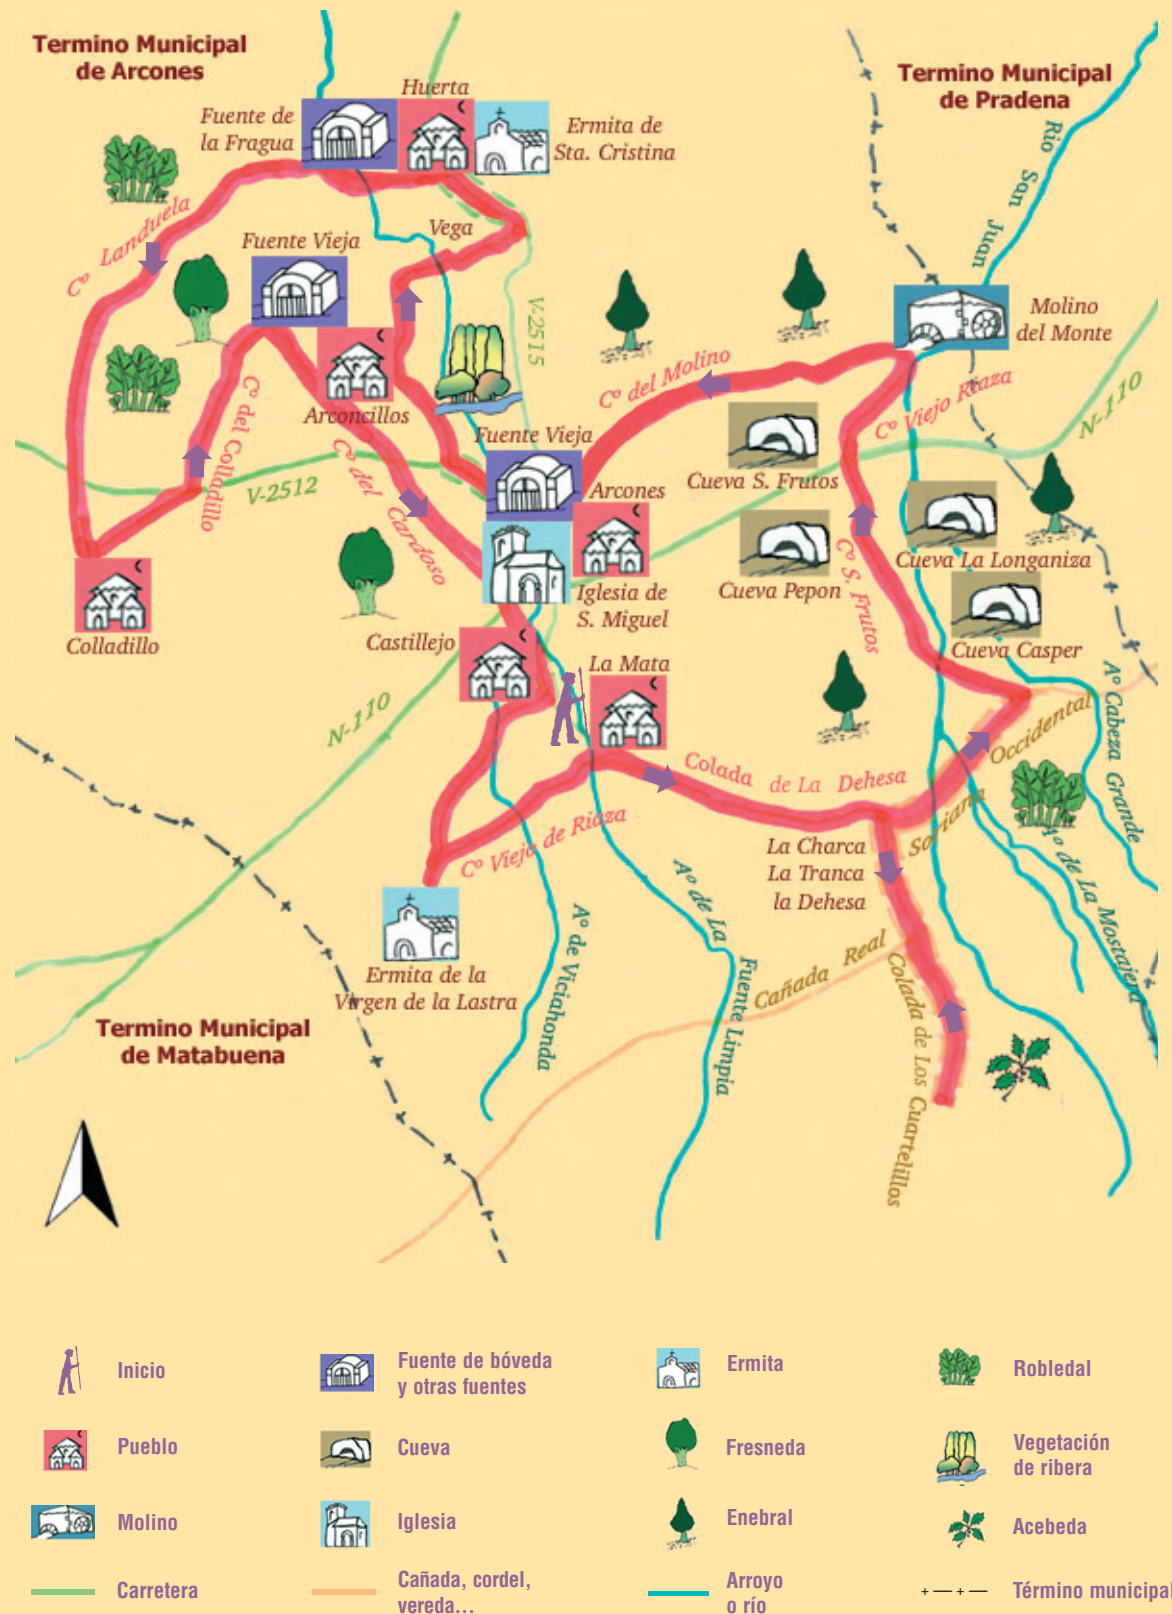 Termino Municipal
de Arcones
Termino Municipal
de Pradena
Huerta
Fuente de
la Fragua
Ermita de
Sta. Cristina
Rio San Juan
Cº Landuela
Vega
Fuente Vieja
V-2515
Molino
del Monte
Cº del Molino
Cº Viejo Riaza
N-110
Arconcillos
Cº del Colladillo
Cº del Cardoso
V-2512
Fuente Vieja
Arcones
Cueva S. Frutos
Cueva La Longaniza
Cueva Pepon
Cº S. Frutos
Iglesia de
S. Miguel
Colladillo
Castillejo
La Mata
Cueva Casper
Aº Cabeza Grande
N-110
Colada de La Dehesa
Soriana Occidental
Cº Viejo de Riaza
La Charca
La Tranca
la Dehesa
Aº de La Mostajera
Aº de La Fuente Limpia
Aº de Viciahonda
Cañada Real
Colada de Los Cuartelillos
Ermita de la
Virgen de la Lastra
Termino Municipal
de Matabuena
Inicio
Fuente de bóveda
y otras fuentes
Ermita
Robledal
Pueblo
Cueva
Fresneda
Vegetación
de ribera
Molino
Iglesia
Enebral
Acebeda
Carretera
Cañada, cordel,
vereda...
Arroyo
o río
Término municipal